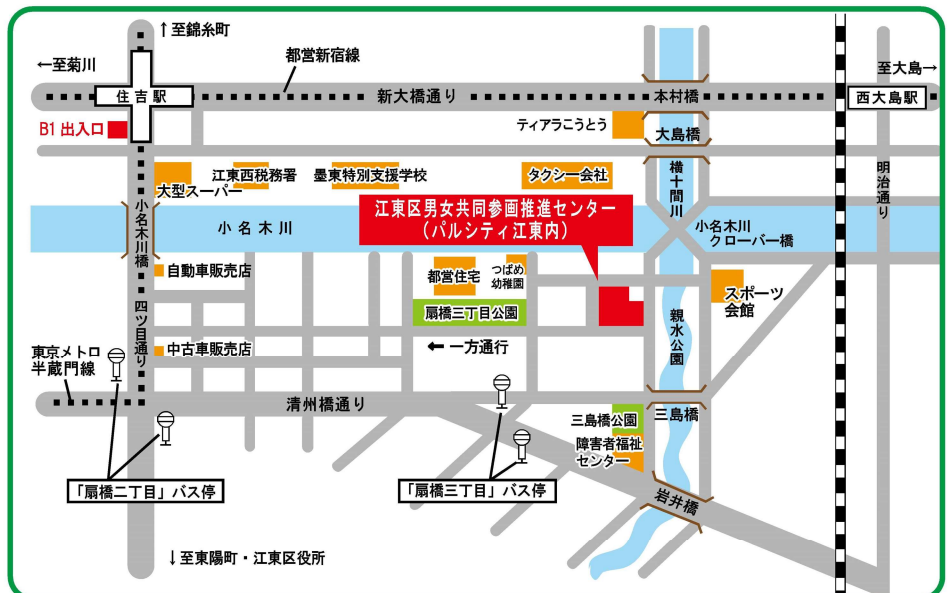 ↑至錦糸町
都営新宿線
←至菊川
至大島→
住吉駅
新大橋通り
本村橋
西大島駅
B1出入口
ティアラこうとう
大島橋
大型スーパー
江東西税務署
墨東特別支援学校
タクシー会社
横十間川
明治通り
江東区男女共同参画推進センター
(パルシティ江東内)
小名木川橋
小名木川
小名木川
クローバー橋
自動車販売店
都営住宅
つばめ
幼稚園
スポーツ
会館
四ツ目通り
扇橋三丁目公園
親水公園
← 一方通行
中古車販売店
東京メトロ
半蔵門線
清州橋通り
三島橋公園
三島橋
障害者福祉
センター
「扇橋二丁目」バス停
「扇橋三丁目」バス停
岩井橋
↓至東陽町・江東区役所